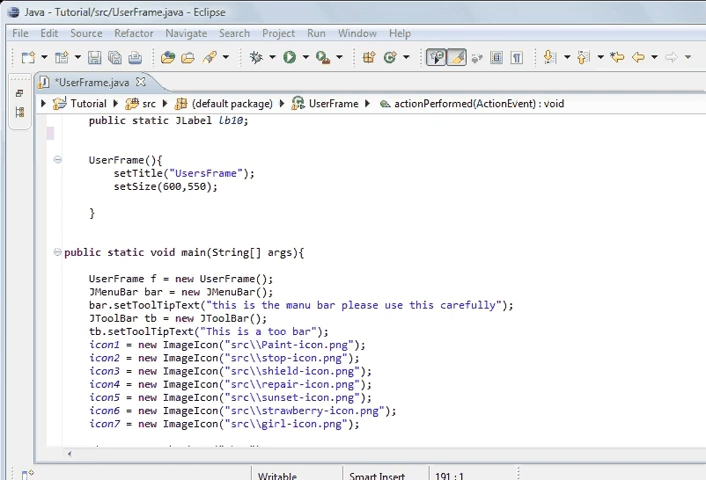 Java - Tutorial/src/UserFrame.java - Eclipse
File Edit Source Refactor Navigate Search Project Run Window Help
*UserFrame.java
Tutorial src (default package) UserFrame actionPerformed(ActionEvent) : void
public static JLabel lb10;
UserFrame(){
setTitle("UsersFrame");
setSize(600,550);
}
public static void main(String[] args){
UserFrame f = new UserFrame();
JMenuBar bar = new JMenuBar();
bar.setToolTipText("this is the manu bar please use this carefully");
JToolBar tb = new JToolBar();
tb.setToolTipText("This is a too bar");
icon1 = new ImageIcon("src\\Paint-icon.png");
icon2 = new ImageIcon("src\\stop-icon.png");
icon3 = new ImageIcon("src\\shield-icon.png");
icon4 = new ImageIcon("src\\repair-icon.png");
icon5 = new ImageIcon("src\\sunset-icon.png");
icon6 = new ImageIcon("src\\strawberry-icon.png");
icon7 = new ImageIcon("src\\girl-icon.png");
Writable Smart Insert 191 : 1